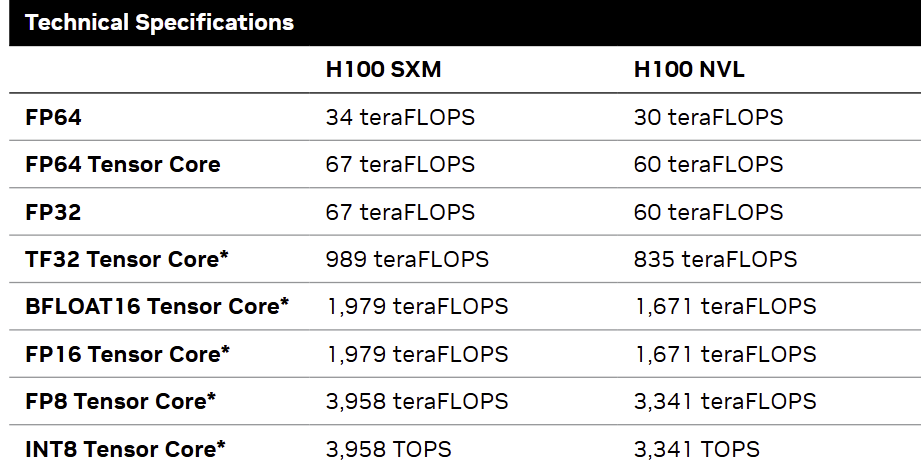 Technical Specifications
H100 SXM H100 NVL
FP64 34 teraFLOPS 30 teraFLOPS
FP64 Tensor Core 67 teraFLOPS 60 teraFLOPS
FP32 67 teraFLOPS 60 teraFLOPS
TF32 Tensor Core* 989 teraFLOPS 835 teraFLOPS
BFLOAT16 Tensor Core* 1,979 teraFLOPS 1,671 teraFLOPS
FP16 Tensor Core* 1,979 teraFLOPS 1,671 teraFLOPS
FP8 Tensor Core* 3,958 teraFLOPS 3,341 teraFLOPS
INT8 Tensor Core* 3,958 TOPS 3,341 TOPS